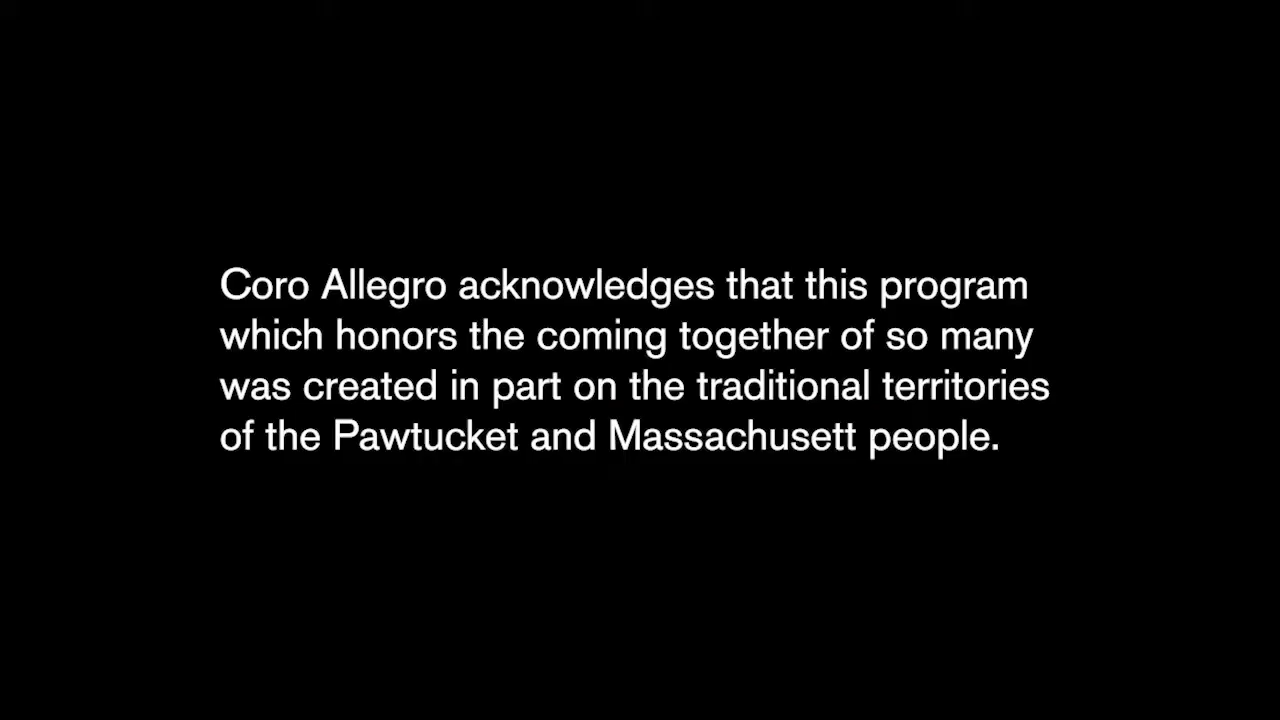 Coro Allegro acknowledges that this program
which honors the coming together of so many
was created in part on the traditional territories
of the Pawtucket and Massachusett people.